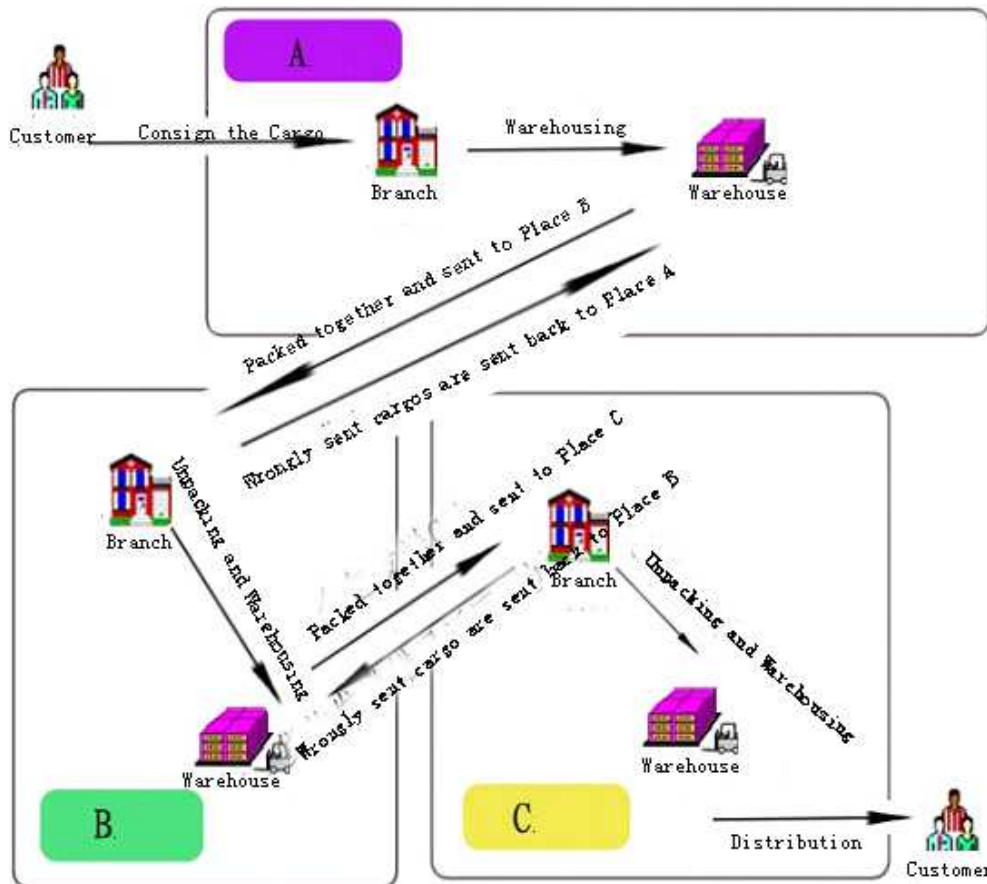 A.
Customer
Consign the Cargo
Branch
Warehousing
Warehouse
Packed together and sent to Place B
Wrongly sent cargos are sent back to Place A
Branch
Unpacking and Warehousing
Packed together and sent to Place C
Wrongly sent cargo are sent back to Place B
Branch
Unpacking and Warehousing
Warehouse
Warehouse
B.
C.
Distribution
Customer